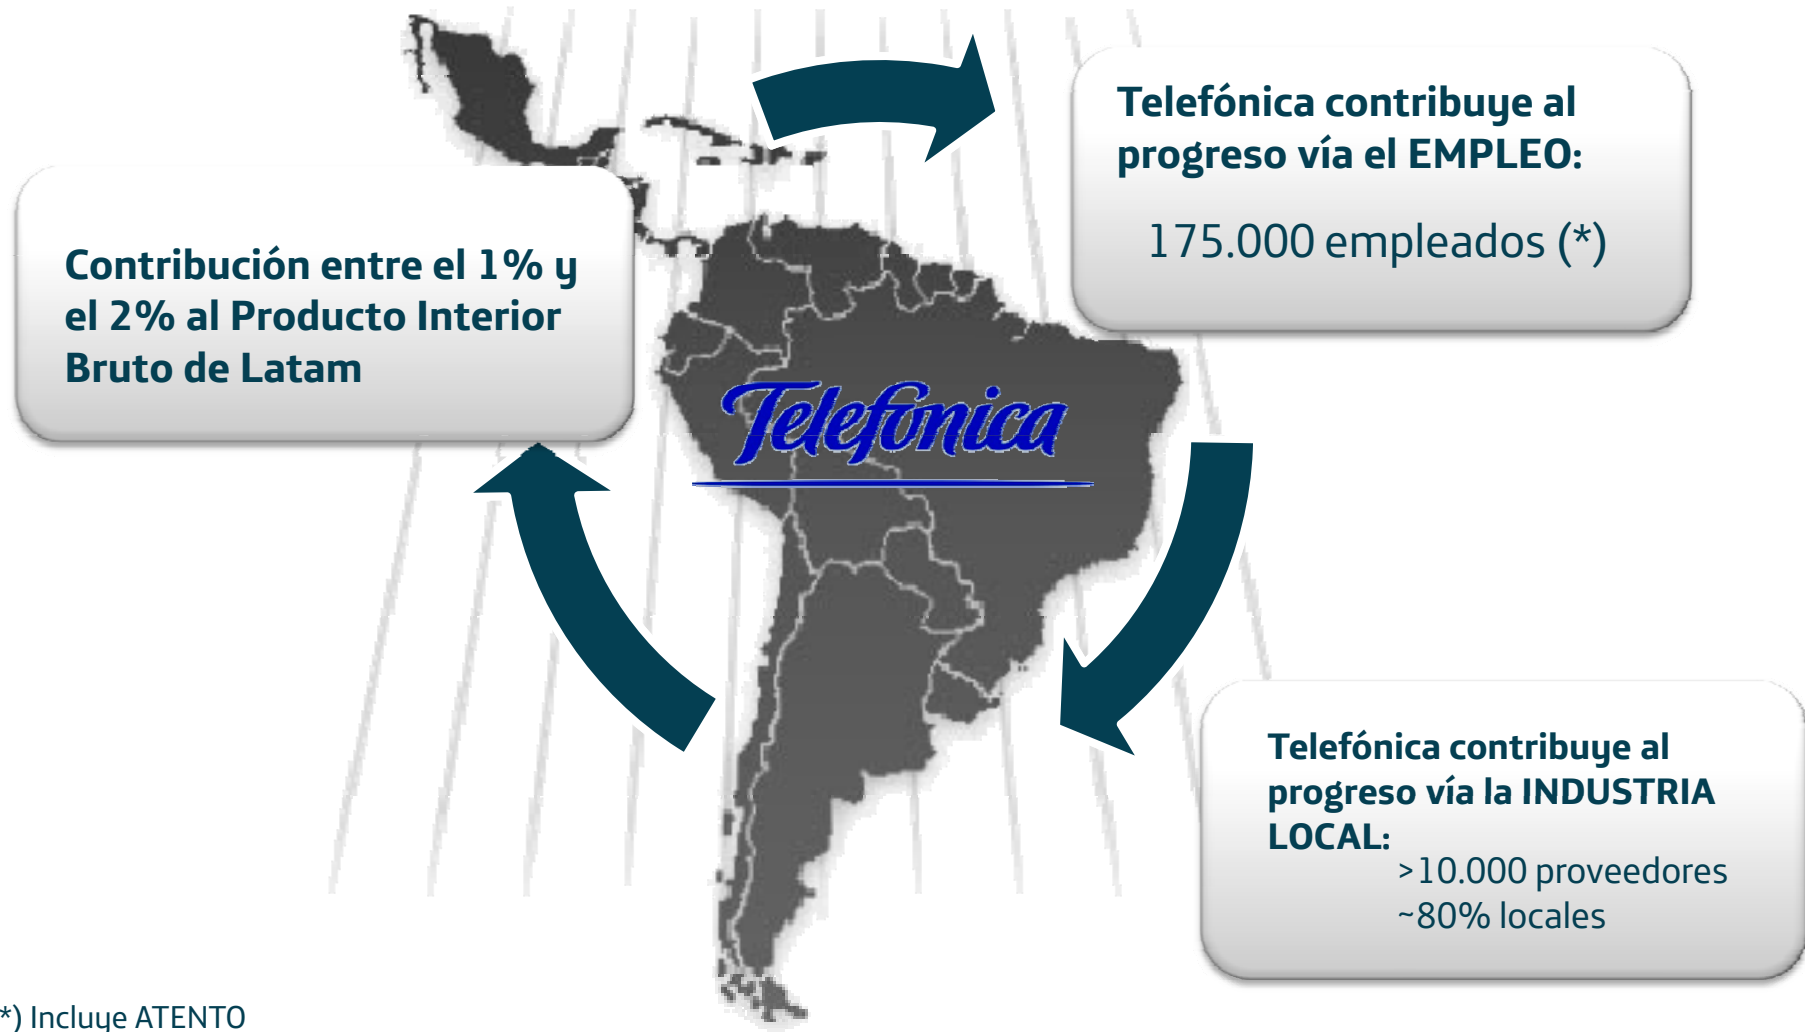 Telefónica contribuye al
progreso vía el EMPLEO:
175.000 empleados (*)
Contribución entre el 1% y
el 2% al Producto Interior
Bruto de Latam
Telefónica
Telefónica contribuye al
progreso vía la INDUSTRIA
LOCAL:
>10.000 proveedores
~80% locales
*) Incluye ATENTO